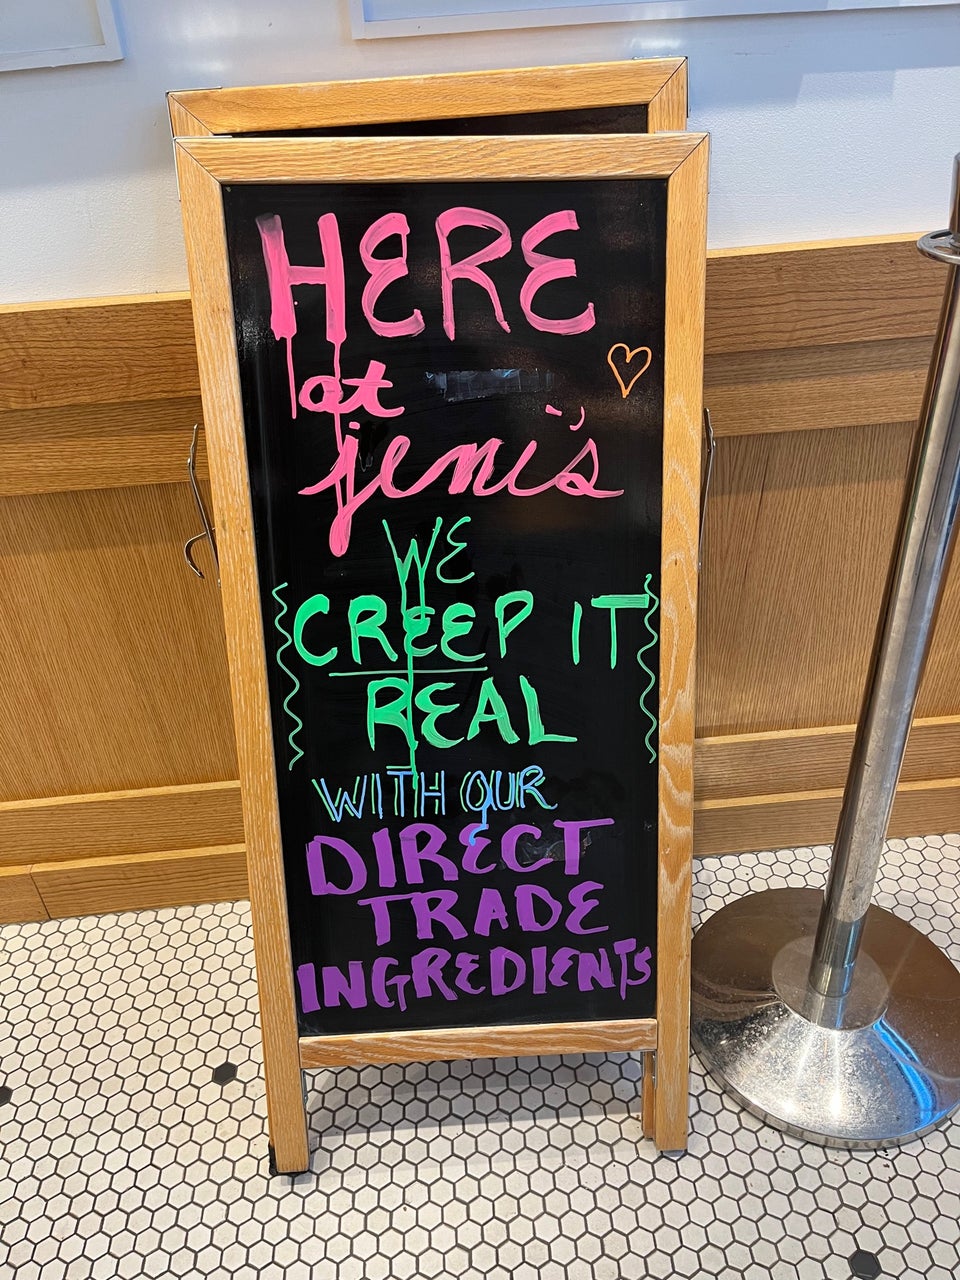 HERE
at
jeni's
WE
CREEP IT
REAL
WITH OUR
DIRECT
TRADE
INGREDIENTS